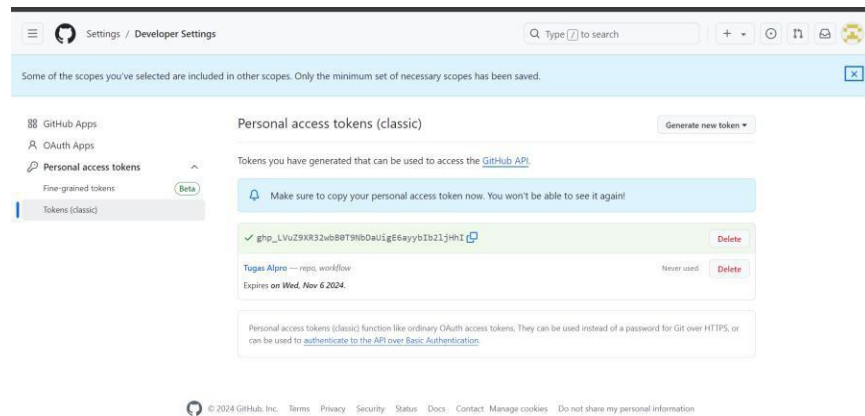 Settings / Developer Settings
Type / to search
Some of the scopes you've selected are included in other scopes. Only the minimum set of necessary scopes has been saved.
GitHub Apps
OAuth Apps
Personal access tokens
Fine-grained tokens Beta
Tokens (classic)
Personal access tokens (classic)
Generate new token
Tokens you have generated that can be used to access the GitHub API.
Make sure to copy your personal access token now. You won't be able to see it again!
Delete
Tugas Alpro — repo, workflow
Never used
Delete
Expires on Wed, Nov 6 2024.
Personal access tokens (classic) function like ordinary OAuth access tokens. They can be used instead of a password for Git over HTTPS, or
can be used to authenticate to the API over Basic Authentication.
© 2024 GitHub, Inc. Terms Privacy Security Status Docs Contact Manage cookies Do not share my personal information